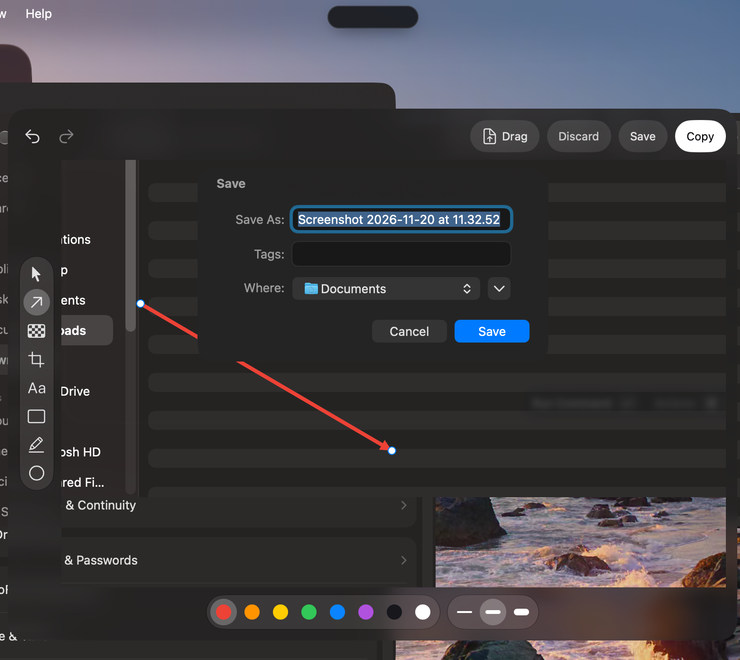 w Help
Drag Discard Save Copy
Save
Save As: Screenshot 2026-11-20 at 11.32.52
Tags:
Where: Documents
Cancel Save
ations
p
ents
oads
Drive
osh HD
ared Fi...
Aa
& Continuity
& Passwords
e &